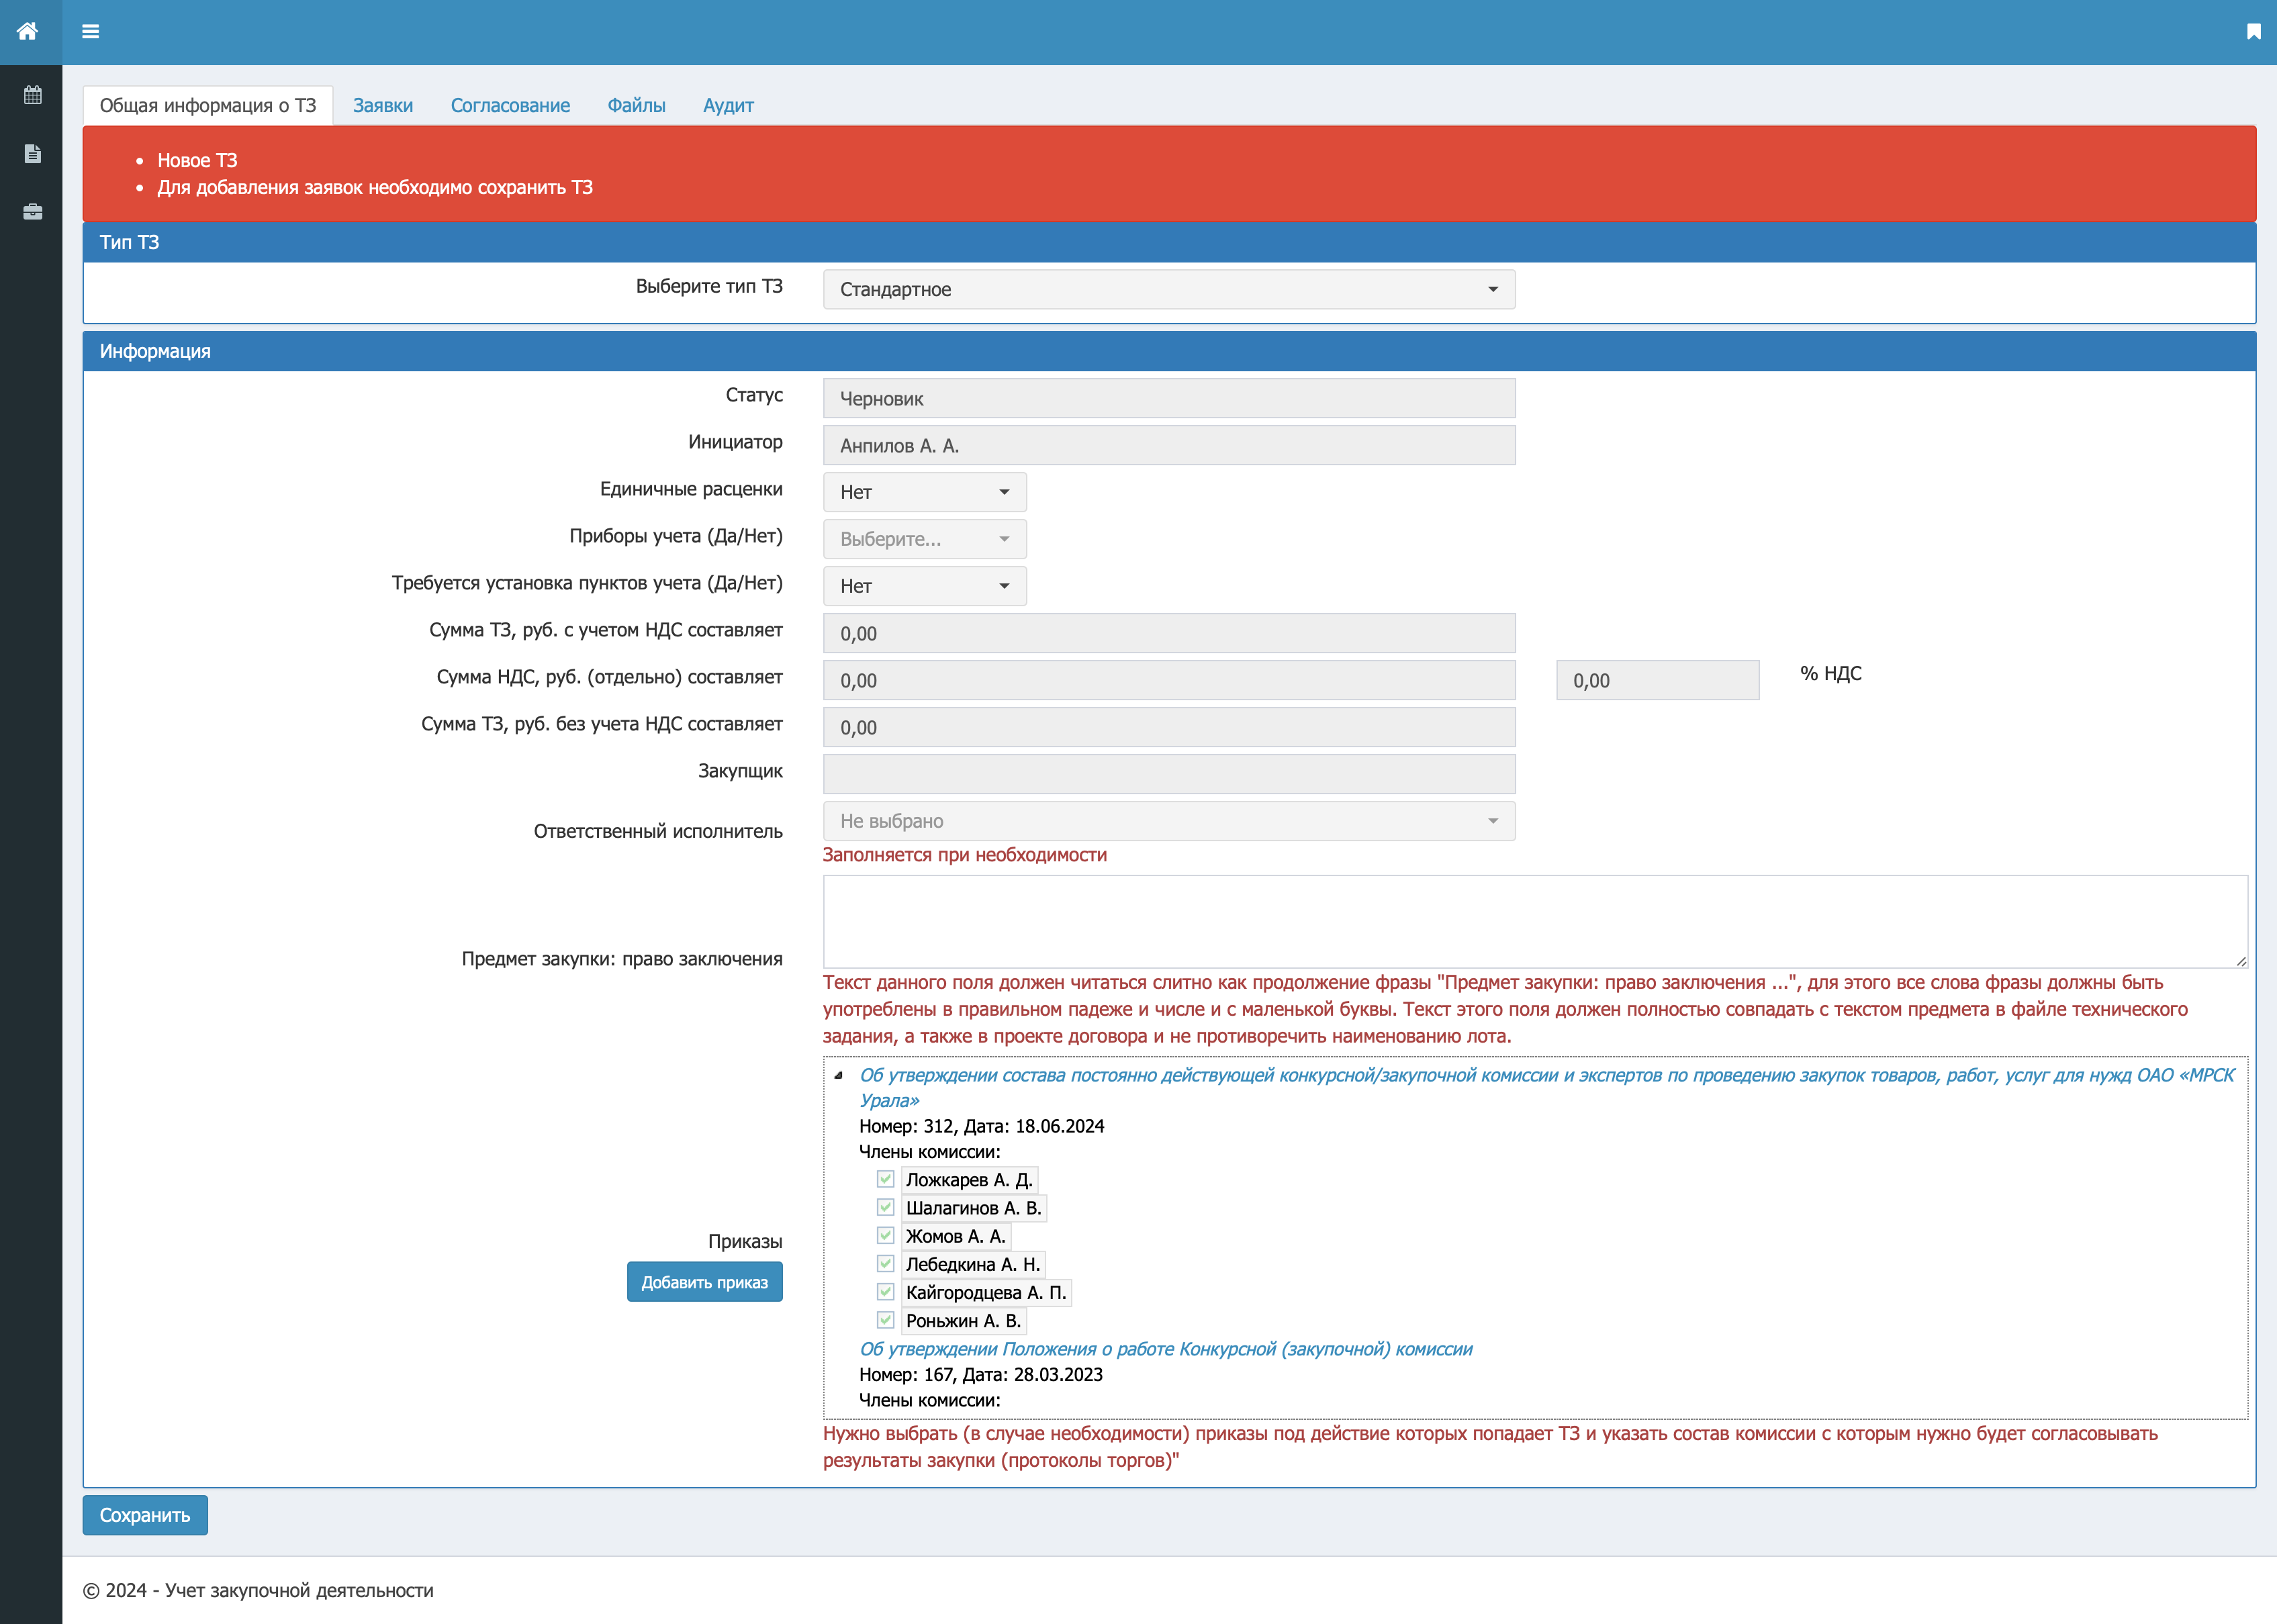 Общая информация о ТЗ Заявки Согласование Файлы Аудит
Новое ТЗ
Для добавления заявок необходимо сохранить ТЗ
Тип ТЗ
Выберите тип ТЗ Стандартное
Информация
Статус Черновик
Инициатор Анпилов А. А.
Единичные расценки Нет
Приборы учета (Да/Нет) Выберите...
Требуется установка пунктов учета (Да/Нет) Нет
Сумма ТЗ, руб. с учетом НДС составляет 0,00
Сумма НДС, руб. (отдельно) составляет 0,00 0,00 % НДС
Сумма ТЗ, руб. без учета НДС составляет 0,00
Закупщик
Ответственный исполнитель Не выбрано
Заполняется при необходимости
Предмет закупки: право заключения
Текст данного поля должен читаться слитно как продолжение фразы "Предмет закупки: право заключения ...", для этого все слова фразы должны быть
употреблены в правильном падеже и числе и с маленькой буквы. Текст этого поля должен полностью совпадать с текстом предмета в файле технического
задания, а также в проекте договора и не противоречить наименованию лота.
Приказы
Добавить приказ
Об утверждении состава постоянно действующей конкурсной/закупочной комиссии и экспертов по проведению закупок товаров, работ, услуг для нужд ОАО «МРСК
Урала»
Номер: 312, Дата: 18.06.2024
Члены комиссии:
Ложкарев А. Д.
Шалагинов А. В.
Жомов А. А.
Лебедкина А. Н.
Кайгородцева А. П.
Роньжин А. В.
Об утверждении Положения о работе Конкурсной (закупочной) комиссии
Номер: 167, Дата: 28.03.2023
Члены комиссии:
Нужно выбрать (в случае необходимости) приказы под действие которых попадает ТЗ и указать состав комиссии с которым нужно будет согласовывать
результаты закупки (протоколы торгов)"
Сохранить
© 2024 - Учет закупочной деятельности